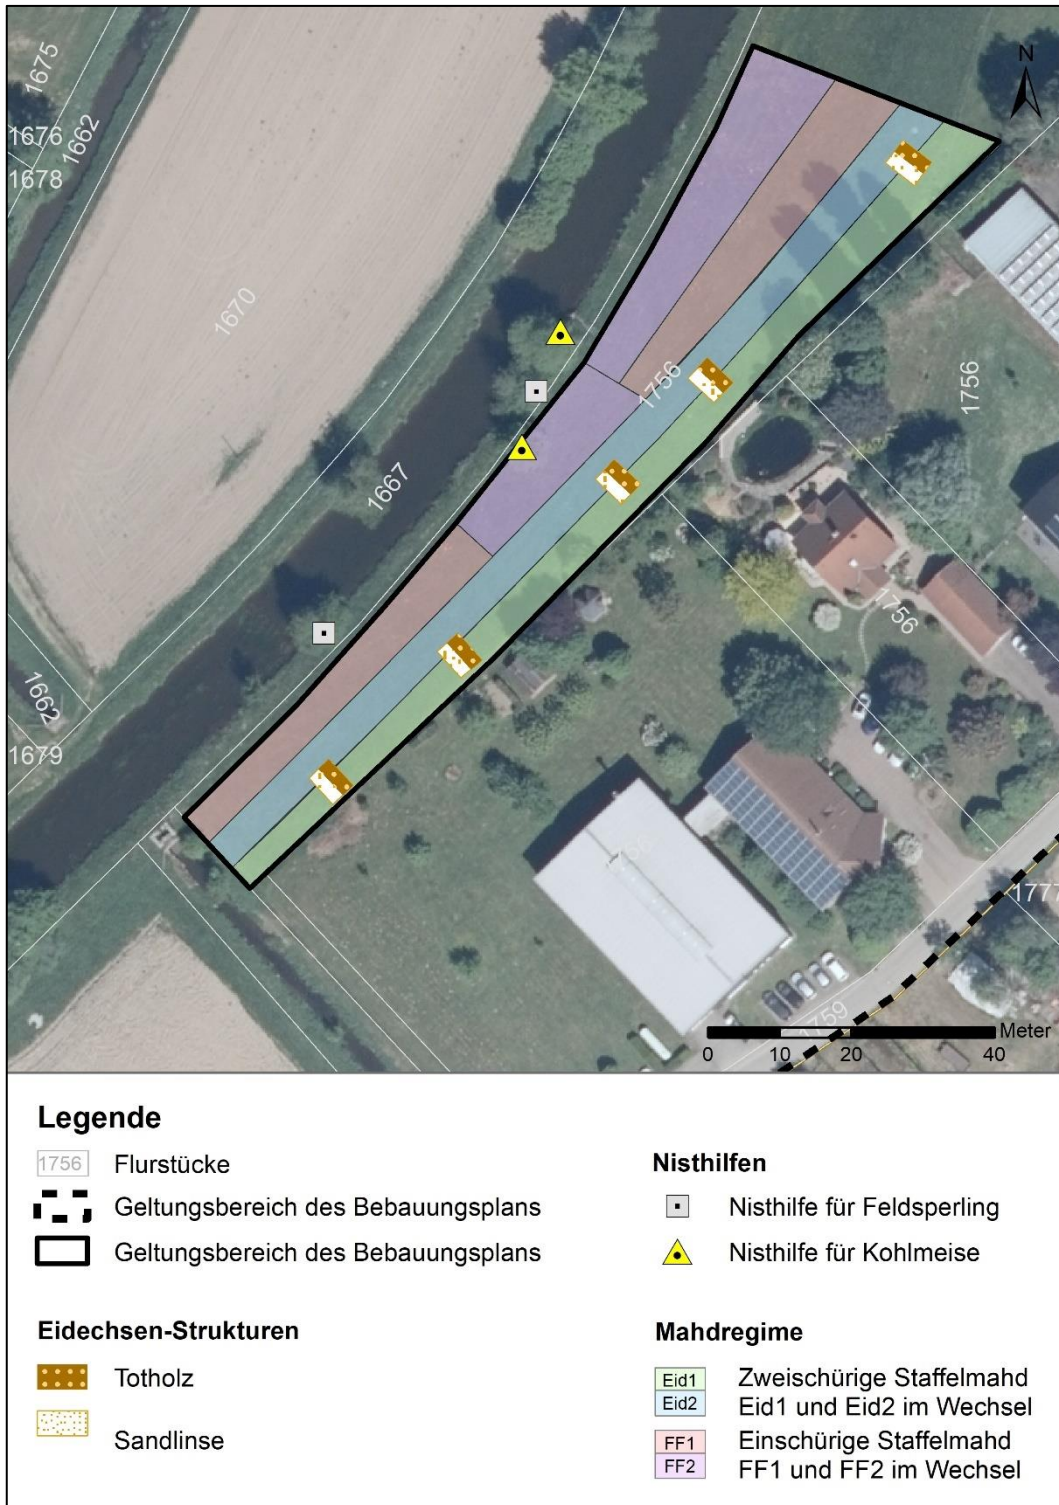 N
1675
1676
1662
1678
1670
1756
1756
1667
1756
1662
1679
1777
1759
Meter
0 10 20 40
Legende
1756 Flurstücke
Geltungsbereich des Bebauungsplans
Geltungsbereich des Bebauungsplans
Eidechsen-Strukturen
Totholz
Sandlinse
Nisthilfen
Nisthilfe für Feldsperling
Nisthilfe für Kohlmeise
Mahdregime
Eid1 Zweischürige Staffelmahd
Eid2 Eid1 und Eid2 im Wechsel
FF1 Einschürige Staffelmahd
FF2 FF1 und FF2 im Wechsel